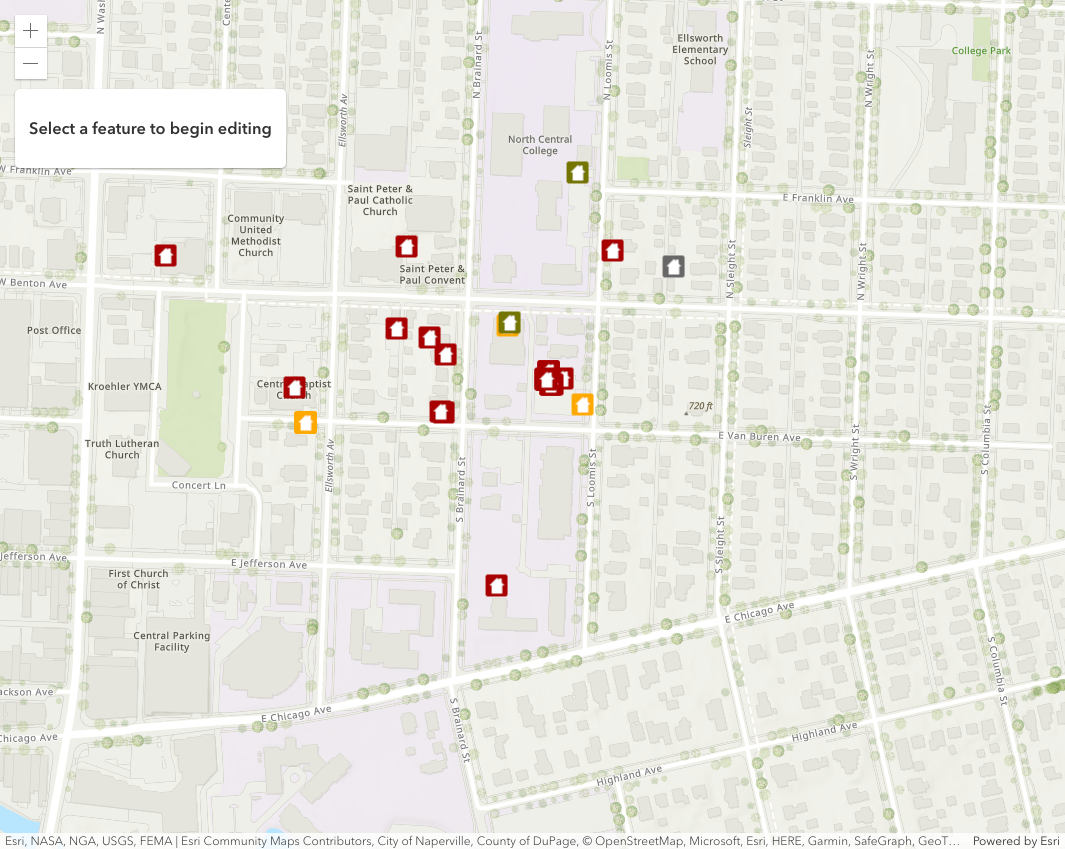 N Was
Cente
Ellsworth Av
N Brainard St
N Loomis St
Ellsworth
Elementary
School
College Park
N Wright St
Sleight St
Select a feature to begin editing
North Central
College
W Franklin Ave
E Franklin Ave
Saint Peter &
Paul Catholic
Church
Community
United
Methodist
Church
Saint Peter &
Paul Convent
N Sleight St
N Wright St
W Benton Ave
Post Office
Kroehler YMCA
Central Baptist
Church
720 ft
Truth Lutheran
Church
E Van Buren Ave
Concert Ln
Ellsworth Av
S Brainard St
S Loomis St
S Wright St
S Columbia St
S Sleight St
Jefferson Ave
E Jefferson Ave
First Church
of Christ
Central Parking
Facility
E Chicago Ave
S Columbia St
ackson Ave
Chicago Ave
E Chicago Ave
S Brainard St
Highland Ave
Highland Ave
Esri, NASA, NGA, USGS, FEMA | Esri Community Maps Contributors, City of Naperville, County of DuPage, © OpenStreetMap, Microsoft, Esri, HERE, Garmin, SafeGraph, GeoT… Powered by Esri